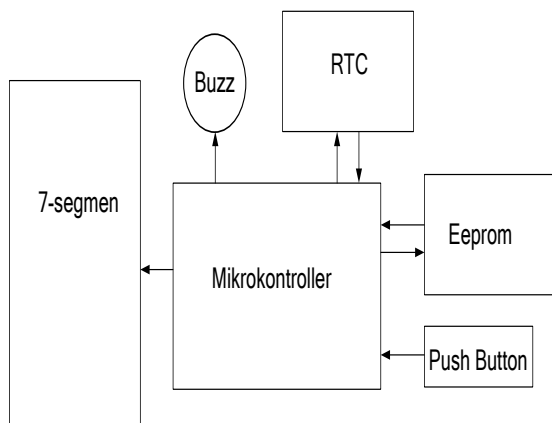 RTC
Buzz
7-segmen
Eeprom
Mikrokontroller
Push Button